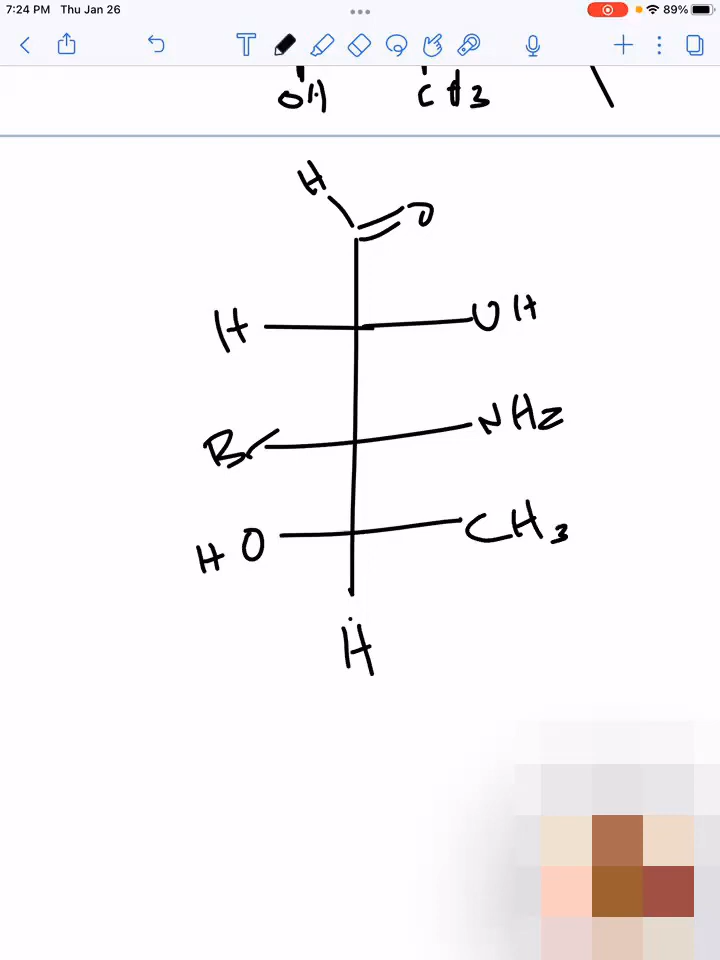 7:24 PM Thu Jan 26
89%
T
OH CH3
H
O
H OH
Br NH2
HO CH3
H